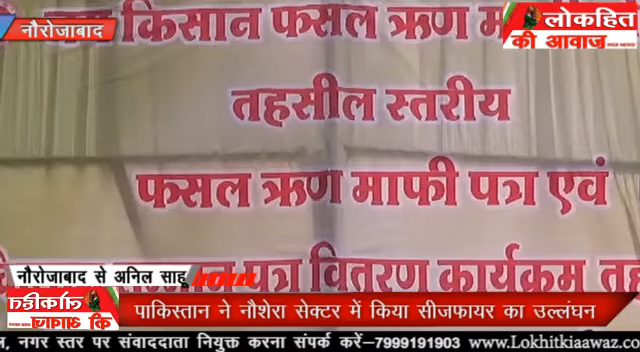 नौरोजाबाद
लोकहित
की आवाज
किसान फसल ऋण
तहसील स्तरीय
फसल ऋण माफी पत्र एवं
पत्र वितरण कार्यक्रम
नौरोजाबाद से अनिल साहू
पाकिस्तान ने नौशेरा सेक्टर में किया सीजफायर का उल्लंघन
नगर स्तर पर संवाददाता नियुक्त करना संपर्क करें-7999191903 www.Lokhitkiaawaz.co